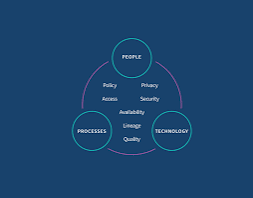 PEOPLE
Policy Privacy
Access Security
Availability
Lineage
PROCESSES TECHNOLOGY
Quality